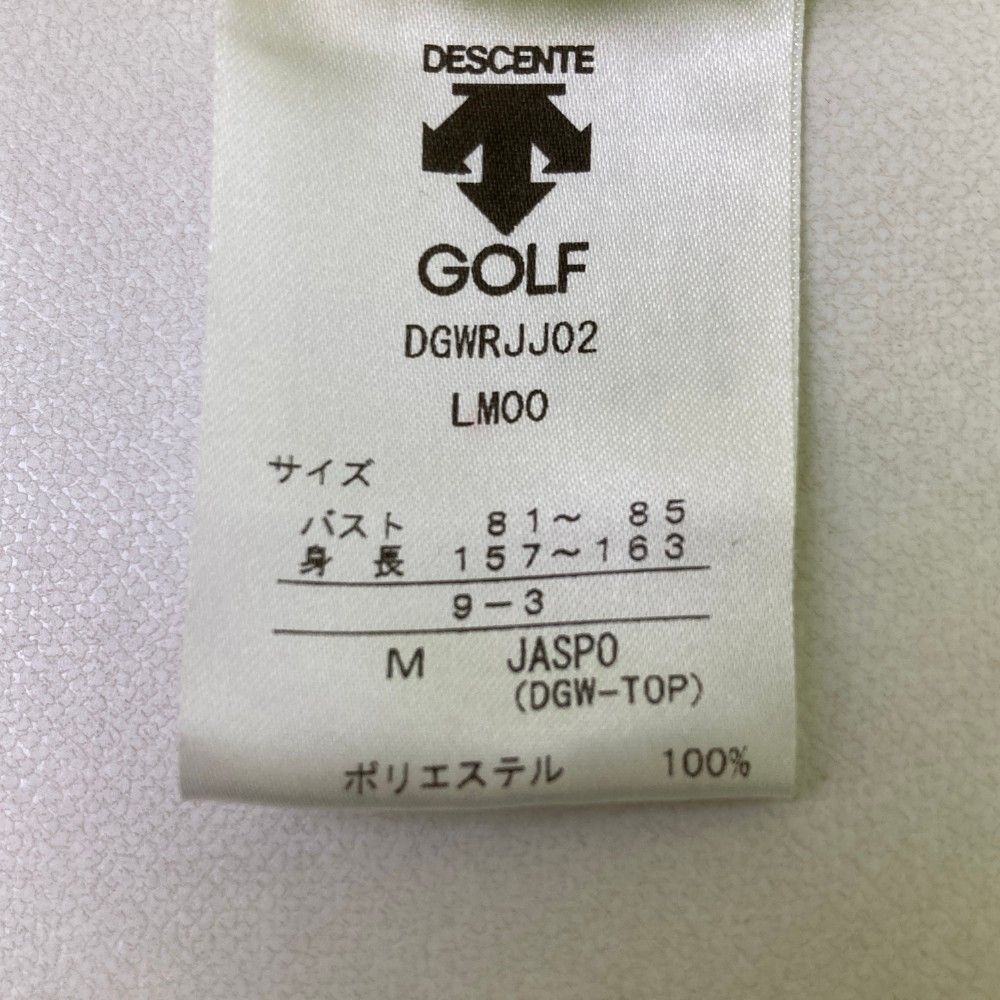 DESCENTE
GOLF
DGWRJJ02
LM00
サイズ
バスト 81～ 85
身 長 157～163
9－3
M JASPO
(DGW-TOP)
ポリエステル 100%